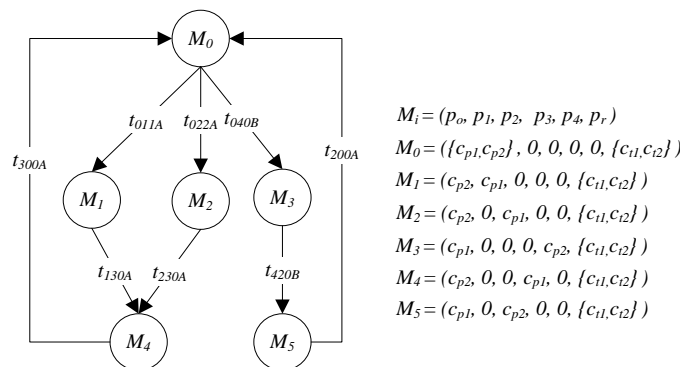 M0
t011A
t022A
t040B
t300A
t200A
M1
M2
M3
t130A
t230A
t420B
M4
M5
Mi = (po, p1, p2, p3, p4, pr )
M0 = ({cp1,cp2} , 0, 0, 0, 0, {ct1,ct2} )
M1 = (cp2, cp1, 0, 0, 0, {ct1,ct2} )
M2 = (cp2, 0, cp1, 0, 0, {ct1,ct2} )
M3 = (cp1, 0, 0, 0, cp2, {ct1,ct2} )
M4 = (cp2, 0, 0, cp1, 0, {ct1,ct2} )
M5 = (cp1, 0, cp2, 0, 0, {ct1,ct2} )